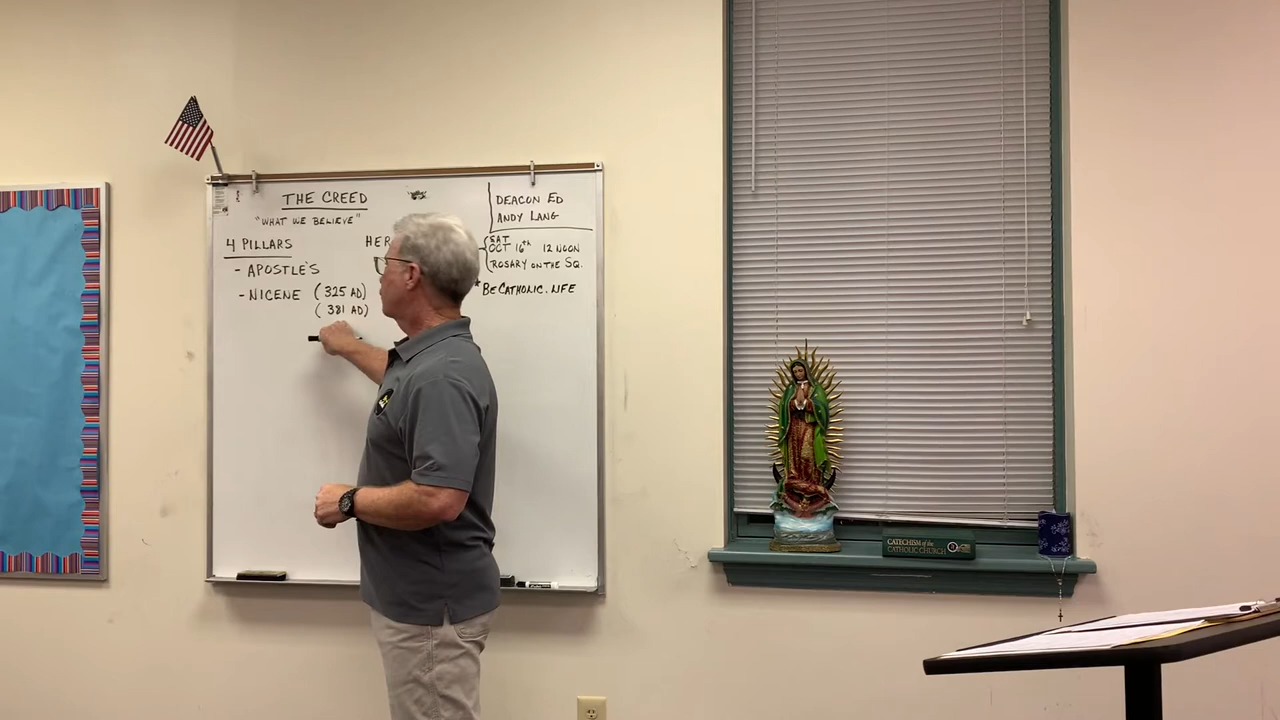 THE CREED
"WHAT WE BELIEVE"
4 PILLARS
- APOSTLE'S
- NICENE (325 AD)
(381 AD)
HER
DEACON ED
ANDY LANG
SAT
OCT 16th 12 NOON
ROSARY ON THE SQ.
* BECATHOLIC.LIFE
CATECHISM of the
CATHOLIC CHURCH